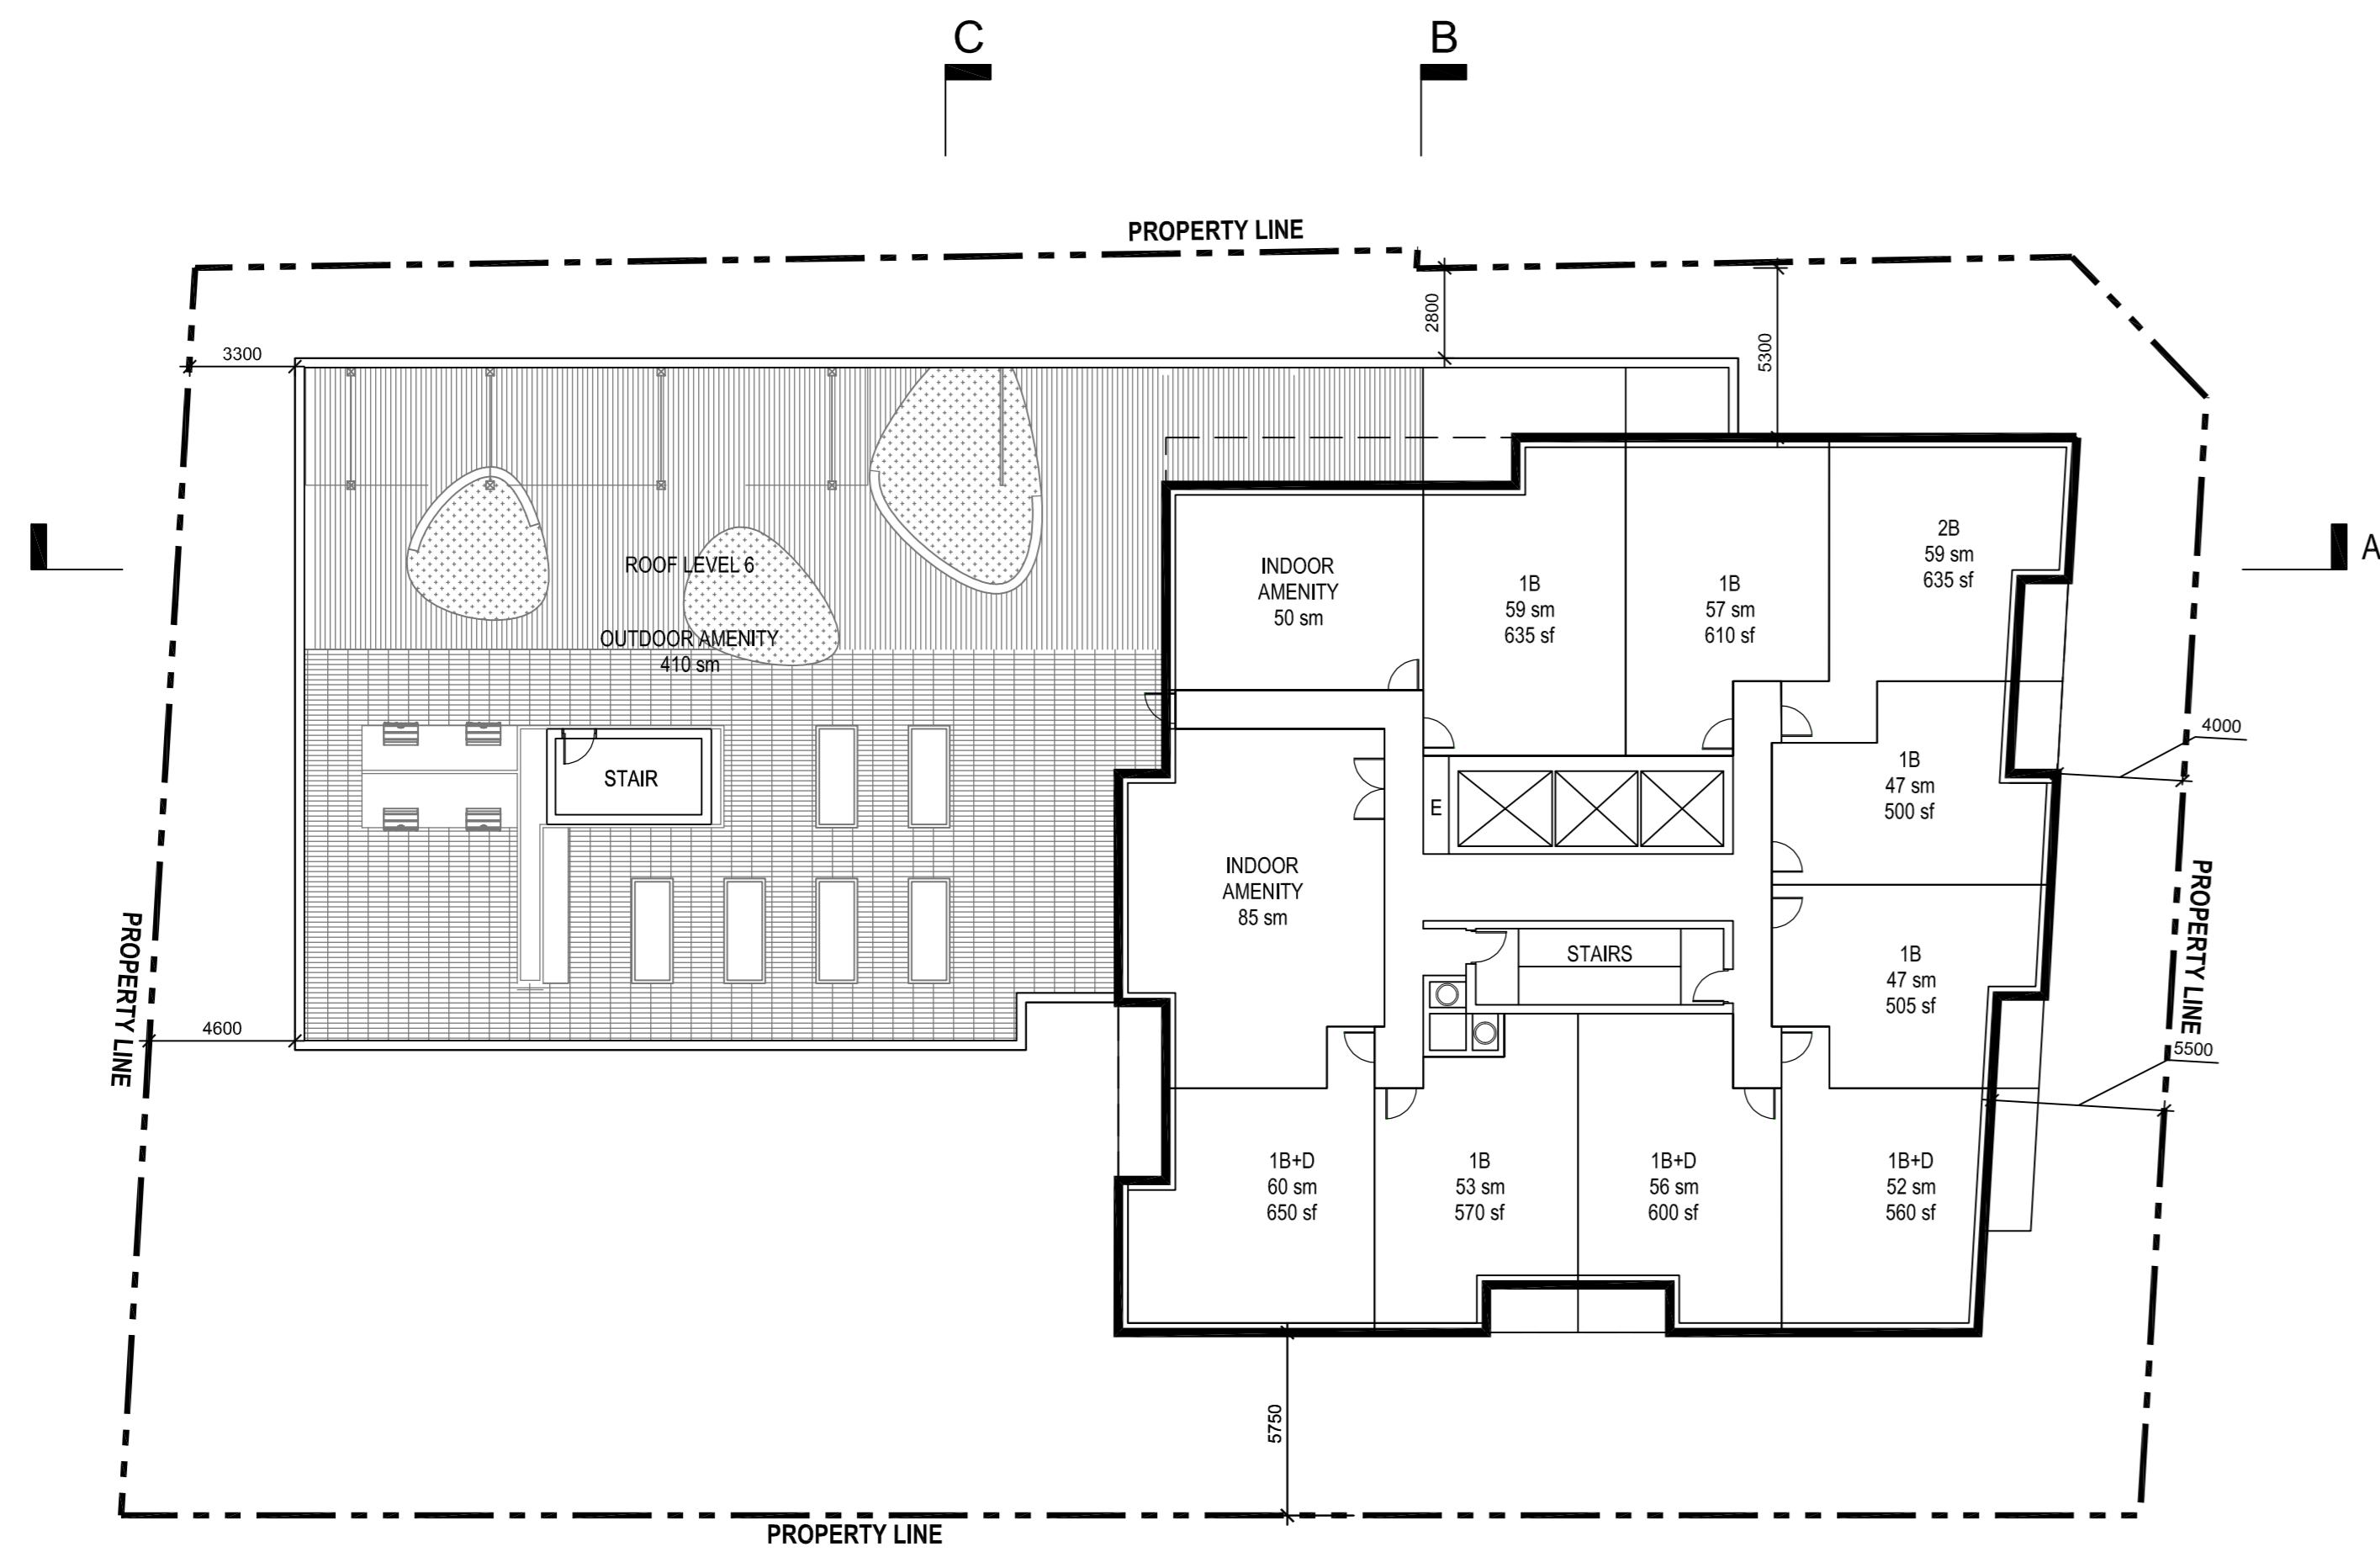 C
B
PROPERTY LINE
2800
5300
3300
A
2B
59 sm
635 sf
ROOF LEVEL 6
INDOOR
AMENITY
50 sm
1B
59 sm
635 sf
1B
57 sm
610 sf
OUTDOOR AMENITY
410 sm
4000
STAIR
E
1B
47 sm
500 sf
INDOOR
AMENITY
85 sm
PROPERTY LINE
PROPERTY LINE
STAIRS
1B
47 sm
505 sf
4600
5500
1B+D
60 sm
650 sf
1B
53 sm
570 sf
1B+D
56 sm
600 sf
1B+D
52 sm
560 sf
5750
PROPERTY LINE